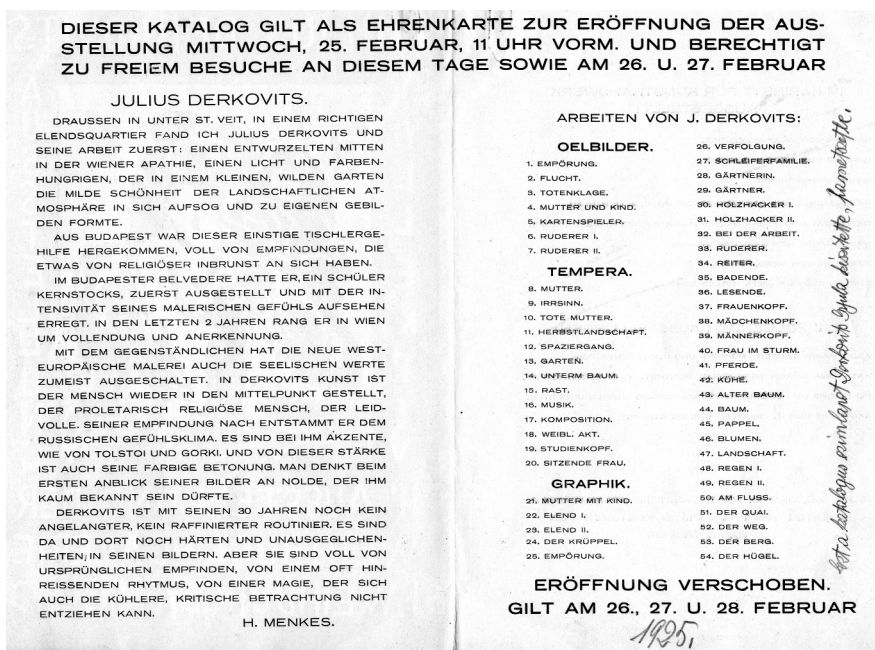 DIESER KATALOG GILT ALS EHRENKARTE ZUR ERÖFFNUNG DER AUS-
STELLUNG MITTWOCH, 25. FEBRUAR, 11 UHR VORM. UND BERECHTIGT
ZU FREIEM BESUCHE AN DIESEM TAGE SOWIE AM 26. U. 27. FEBRUAR
JULIUS DERKOVITS.
DRAUSSEN IN UNTER ST. VEIT, IN EINEM RICHTIGEN
ELENDSQUARTIER FAND ICH JULIUS DERKOVITS UND
SEINE ARBEIT ZUERST: EINEN ENTWURZELTEN MITTEN
IN DER WIENER APATHIE, EINEN LICHT UND FARBEN-
HUNGRIGEN, DER IN EINEM KLEINEN, WILDEN GARTEN
DIE MILDE SCHÖNHEIT DER LANDSCHAFTLICHEN AT-
MOSPHÄRE IN SICH AUFSOG UND ZU EIGENEN GEBIL-
DEN FORMTE.
AUS BUDAPEST WAR DIESER EINSTIGE TISCHLERGE-
HILFE HERGEKOMMEN, VOLL VON EMPFINDUNGEN, DIE
ETWAS VON RELIGIÖSER INBRUNST AN SICH HABEN.
IM BUDAPESTER BELVEDERE HATTE ER, EIN SCHÜLER
KERNSTOCKS, ZUERST AUSGESTELLT UND MIT DER IN-
TENSIVITÄT SEINES MALERISCHEN GEFÜHLS AUFSEHEN
ERREGT. IN DEN LETZTEN 2 JAHREN RANG ER IN WIEN
UM VOLLENDUNG UND ANERKENNUNG.
MIT DEM GEGENSTÄNDLICHEN HAT DIE NEUE WEST-
EUROPÄISCHE MALEREI AUCH DIE SEELISCHEN WERTE
ZUMEIST AUSGESCHALTET. IN DERKOVITS KUNST IST
DER MENSCH WIEDER IN DEN MITTELPUNKT GESTELLT,
DER PROLETARISCH RELIGIÖSE MENSCH, DER LEID-
VOLLE. SEINER EMPFINDUNG NACH ENTSTAMMT ER DEM
RUSSISCHEN GEFÜHLSKLIMA. ES SIND BEI IHM AKZENTE,
WIE VON TOLSTOI UND GORKI. UND VON DIESER STÄRKE
IST AUCH SEINE FARBIGE BETONUNG. MAN DENKT BEIM
ERSTEN ANBLICK SEINER BILDER AN NOLDE, DER IHM
KAUM BEKANNT SEIN DÜRFTE.
DERKOVITS IST MIT SEINEN 30 JAHREN NOCH KEIN
ANGELANGTER, KEIN RAFFINIERTER ROUTINIER. ES SIND
DA UND DORT NOCH HÄRTEN UND UNAUSGEGLICHEN-
HEITEN, IN SEINEN BILDERN. ABER SIE SIND VOLL VON
URSPRÜNGLICHEN EMPFINDEN, VON EINEM OFT HIN-
REISSENDEN RHYTMUS, VON EINER MAGIE, DER SICH
AUCH DIE KÜHLERE, KRITISCHE BETRACHTUNG NICHT
ENTZIEHEN KANN.
H. MENKES.
ARBEITEN VON J. DERKOVITS:
OELBILDER.
1. EMPÖRUNG.
2. FLUCHT.
3. TOTENKLAGE.
4. MUTTER UND KIND.
5. KARTENSPIELER.
6. RUDERER I.
7. RUDERER II.
TEMPERA.
8. MUTTER.
9. IRRSINN.
10. TOTE MUTTER.
11. HERBSTLANDSCHAFT.
12. SPAZIERGANG.
13. GARTEN.
14. UNTERM BAUM.
15. RAST.
16. MUSIK.
17. KOMPOSITION.
18. WEIBL. AKT.
19. STUDIENKOPF.
20. SITZENDE FRAU.
GRAPHIK.
21. MUTTER MIT KIND.
22. ELEND I.
23. ELEND II.
24. DER KRÜPPEL.
25. EMPÖRUNG.
26. VERFOLGUNG.
27. SCHLEIFERFAMILIE.
28. GÄRTNERIN.
29. GÄRTNER.
30. HOLZHACKER I.
31. HOLZHACKER II.
32. BEI DER ARBEIT.
33. RUDERER.
34. REITER.
35. BADENDE.
36. LESENDE.
37. FRAUENKOPF.
38. MÄDCHENKOPF.
39. MÄNNERKOPF.
40. FRAU IM STURM.
41. PFERDE.
42. KÜHE.
43. ALTER BAUM.
44. BAUM.
45. PAPPEL.
46. BLUMEN.
47. LANDSCHAFT.
48. REGEN I.
49. REGEN II.
50. AM FLUSS.
51. DER QUAI.
52. DER WEG.
53. DER BERG.
54. DER HÜGEL.
ERÖFFNUNG VERSCHOBEN.
GILT AM 26., 27. U. 28. FEBRUAR
1925.
a katalogus címlapot Derkovits Gyula